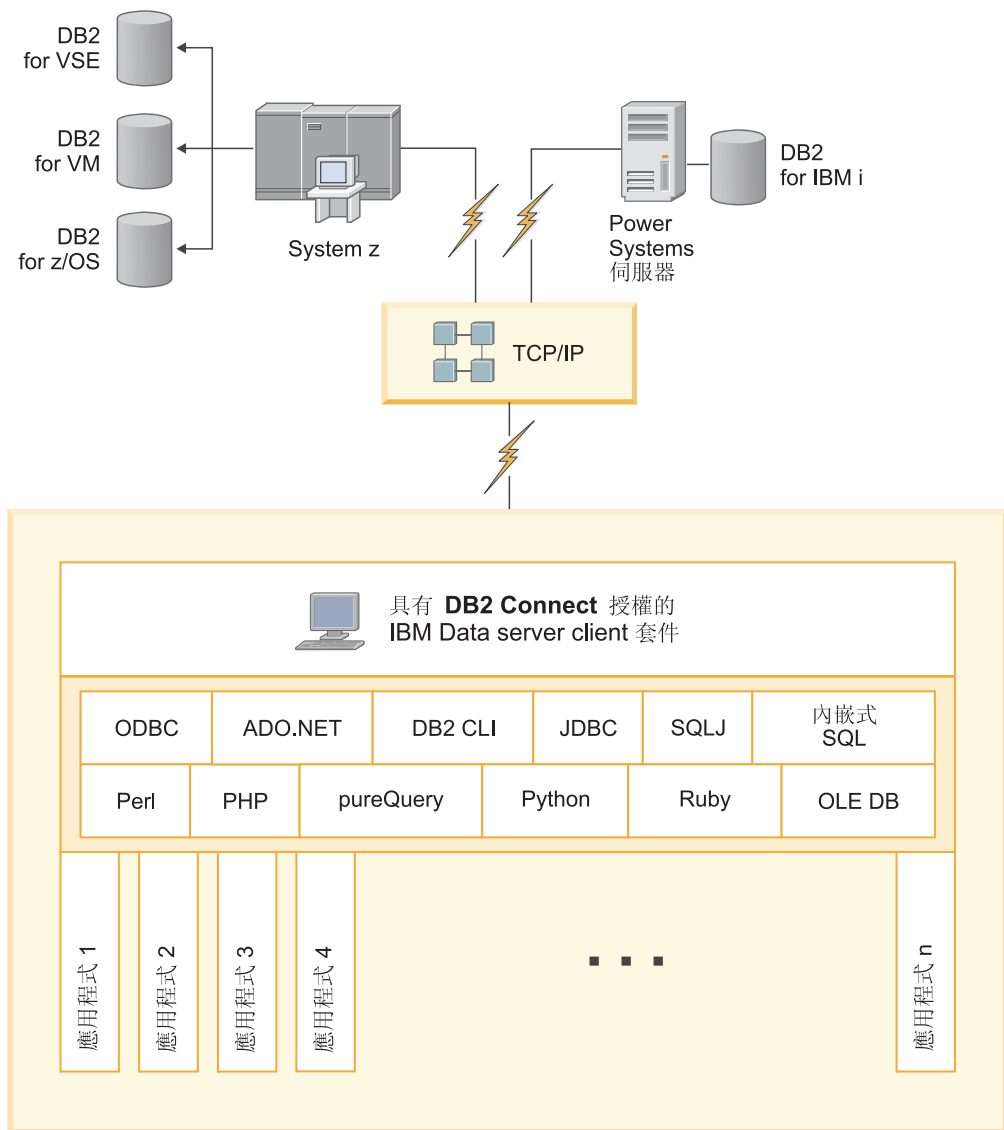 DB2
for VSE
DB2
for VM
DB2
for z/OS
System z
Power
Systems
伺服器
DB2
for IBM i
TCP/IP
具有 DB2 Connect 授權的
IBM Data server client 套件
ODBC
ADO.NET
DB2 CLI
JDBC
SQLJ
內嵌式
SQL
Perl
PHP
pureQuery
Python
Ruby
OLE DB
應用程式 1
應用程式 2
應用程式 3
應用程式 4
...
應用程式 n